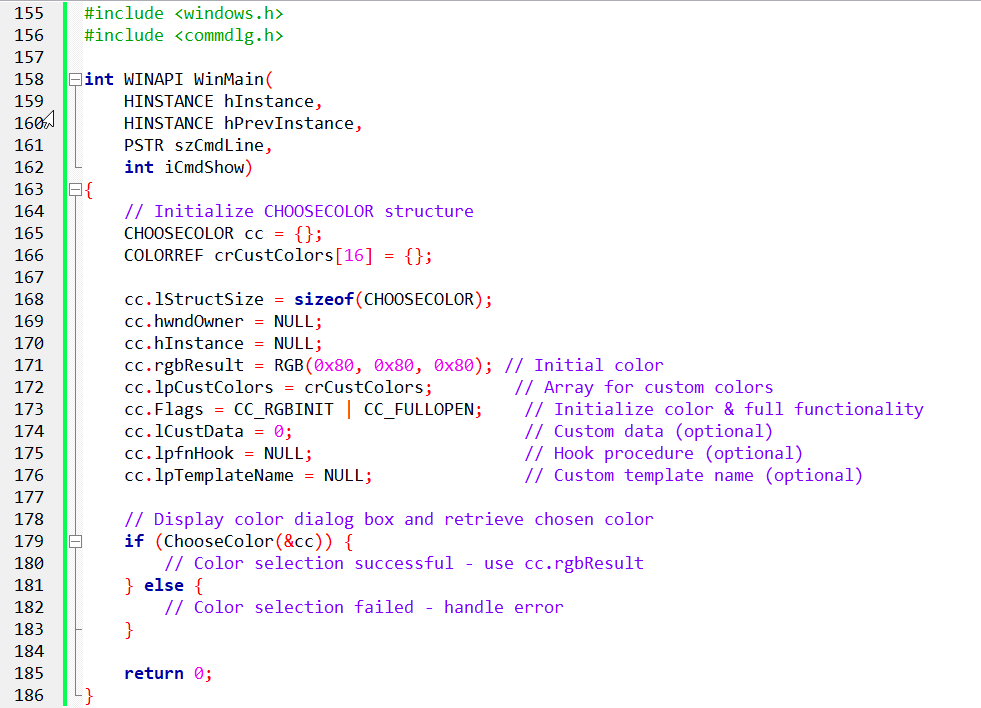 155 #include <windows.h>
156 #include <commdlg.h>
157
158 int WINAPI WinMain(
159     HINSTANCE hInstance,
160     HINSTANCE hPrevInstance,
161     PSTR szCmdLine,
162     int iCmdShow)
163 {
164     // Initialize CHOOSECOLOR structure
165     CHOOSECOLOR cc = {};
166     COLORREF crCustColors[16] = {};
167
168     cc.lStructSize = sizeof(CHOOSECOLOR);
169     cc.hwndOwner = NULL;
170     cc.hInstance = NULL;
171     cc.rgbResult = RGB(0x80, 0x80, 0x80); // Initial color
172     cc.lpCustColors = crCustColors;        // Array for custom colors
173     cc.Flags = CC_RGBINIT | CC_FULLOPEN;    // Initialize color & full functionality
174     cc.lCustData = 0;                       // Custom data (optional)
175     cc.lpfnHook = NULL;                     // Hook procedure (optional)
176     cc.lpTemplateName = NULL;               // Custom template name (optional)
177
178     // Display color dialog box and retrieve chosen color
179     if (ChooseColor(&cc)) {
180         // Color selection successful - use cc.rgbResult
181     } else {
182         // Color selection failed - handle error
183     }
184
185     return 0;
186 }